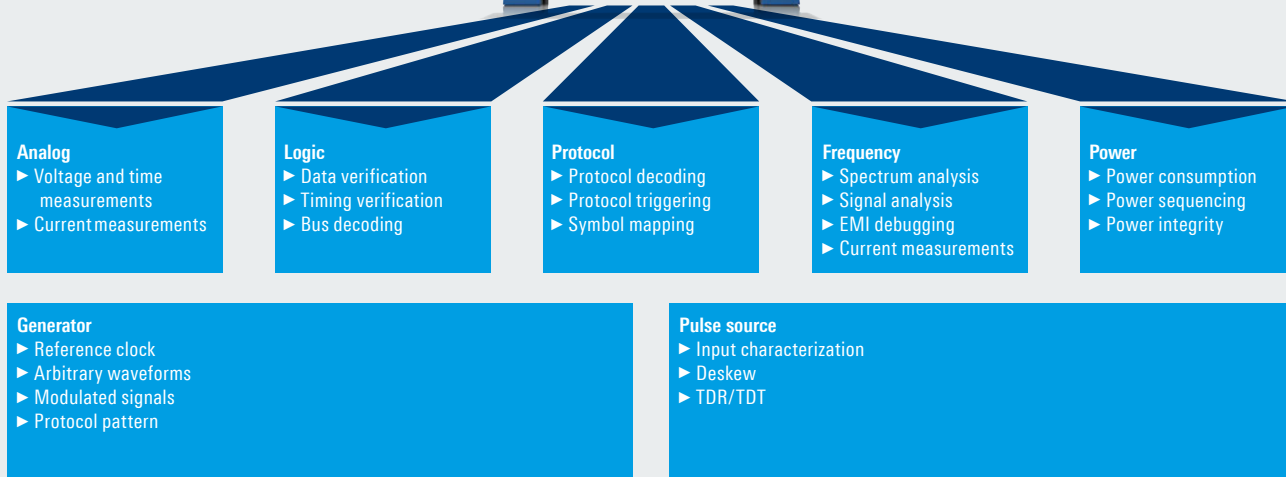 Analog
► Voltage and time
measurements
► Current measurements
Logic
► Data verification
► Timing verification
► Bus decoding
Protocol
► Protocol decoding
► Protocol triggering
► Symbol mapping
Frequency
► Spectrum analysis
► Signal analysis
► EMI debugging
► Current measurements
Power
► Power consumption
► Power sequencing
► Power integrity
Generator
► Reference clock
► Arbitrary waveforms
► Modulated signals
► Protocol pattern
Pulse source
► Input characterization
► Deskew
► TDR/TDT